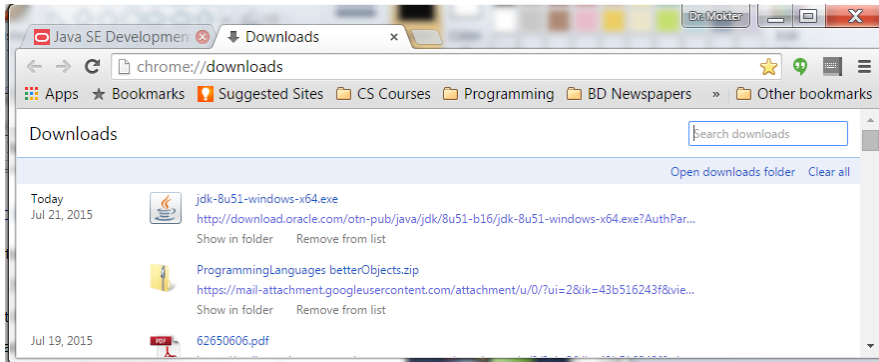 Dr. Mokter
Java SE Developmen
Downloads
chrome://downloads
Apps Bookmarks Suggested Sites CS Courses Programming BD Newspapers » Other bookmarks
Downloads
Search downloads
Open downloads folder Clear all
Today
Jul 21, 2015
jdk-8u51-windows-x64.exe
http://download.oracle.com/otn-pub/java/jdk/8u51-b16/jdk-8u51-windows-x64.exe?AuthPar...
Show in folder Remove from list
ProgrammingLanguages betterObjects.zip
https://mail-attachment.googleusercontent.com/attachment/u/0/?ui=2&ik=43b516243f&vie...
Show in folder Remove from list
Jul 19, 2015
PDF
62650606.pdf